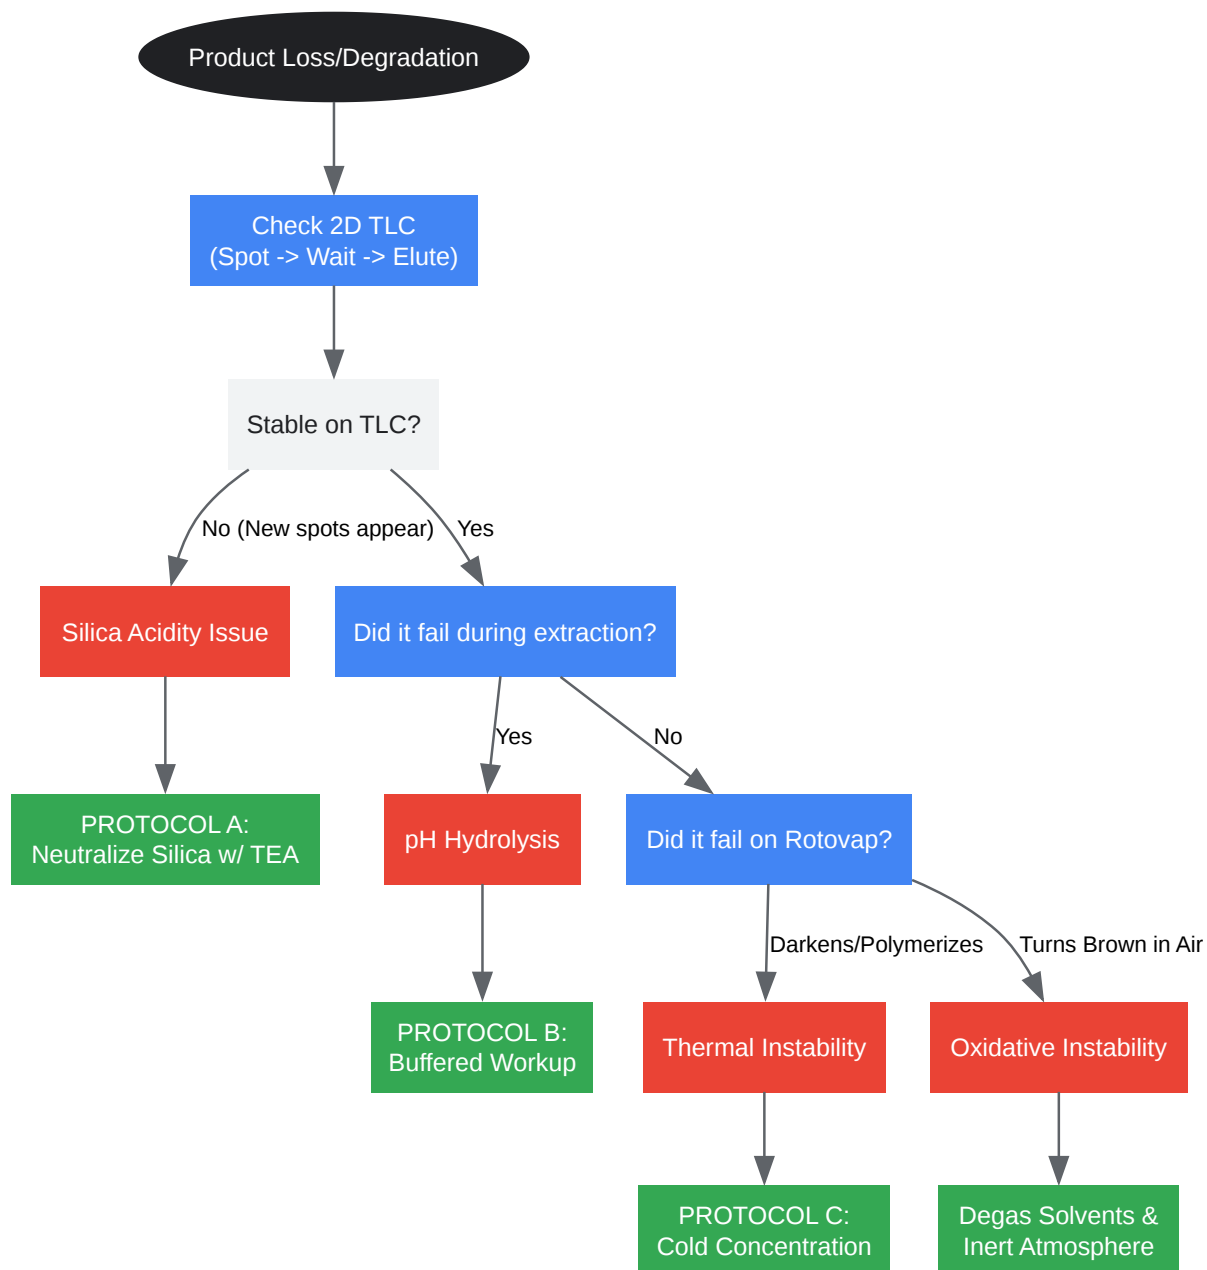 Product Loss/Degradation
Check 2D TLC
(Spot -> Wait -> Elute)
Stable on TLC?
No (New spots appear)
Yes
Silica Acidity Issue
Did it fail during extraction?
Yes
No
PROTOCOL A:
Neutralize Silica w/ TEA
pH Hydrolysis
Did it fail on Rotovap?
Darkens/Polymerizes
Turns Brown in Air
PROTOCOL B:
Buffered Workup
Thermal Instability
Oxidative Instability
PROTOCOL C:
Cold Concentration
Degas Solvents &
Inert Atmosphere